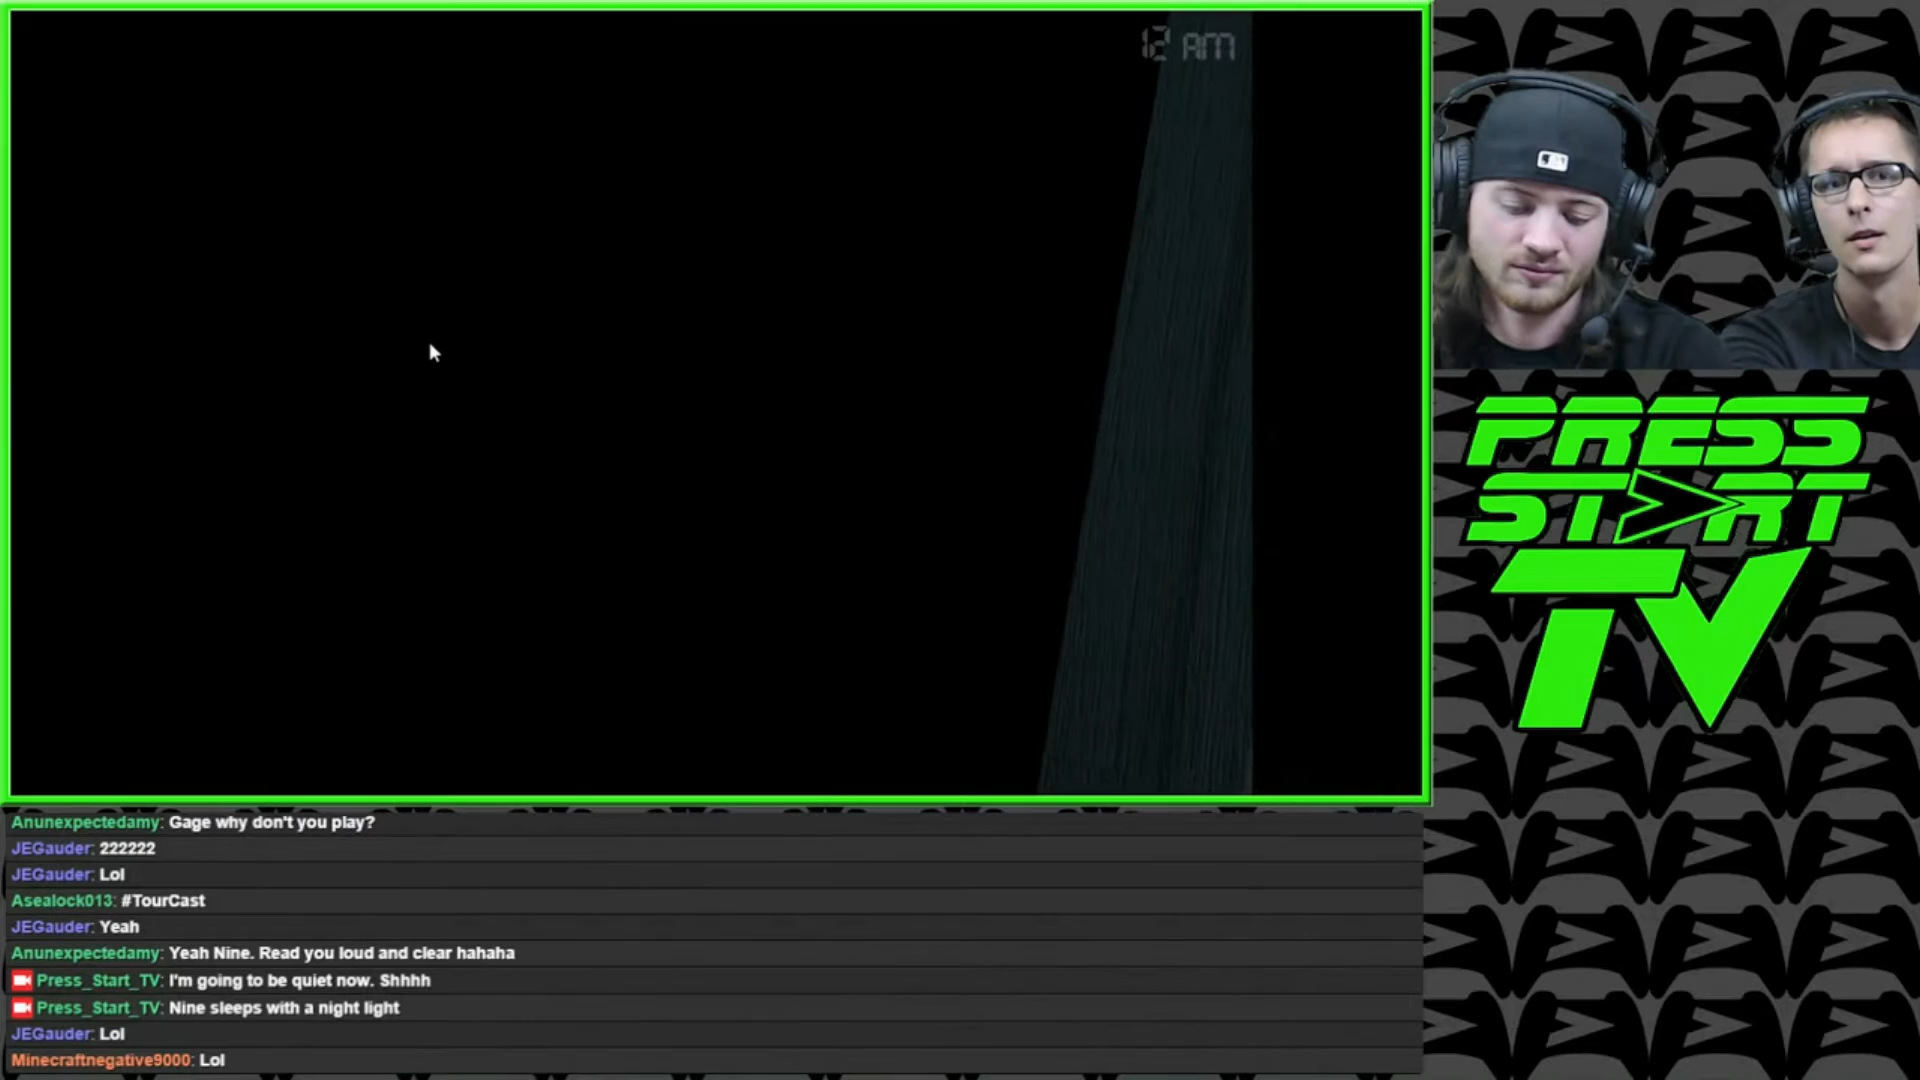 12 AM
PRESS
START
TV
Anunexpectedamy: Gage why don't you play?
JEGauder: 222222
JEGauder: Lol
Asealock013: #TourCast
JEGauder: Yeah
Anunexpectedamy: Yeah Nine. Read you loud and clear hahaha
Press_Start_TV: I'm going to be quiet now. Shhhh
Press_Start_TV: Nine sleeps with a night light
JEGauder: Lol
Minecraftnegative9000: Lol